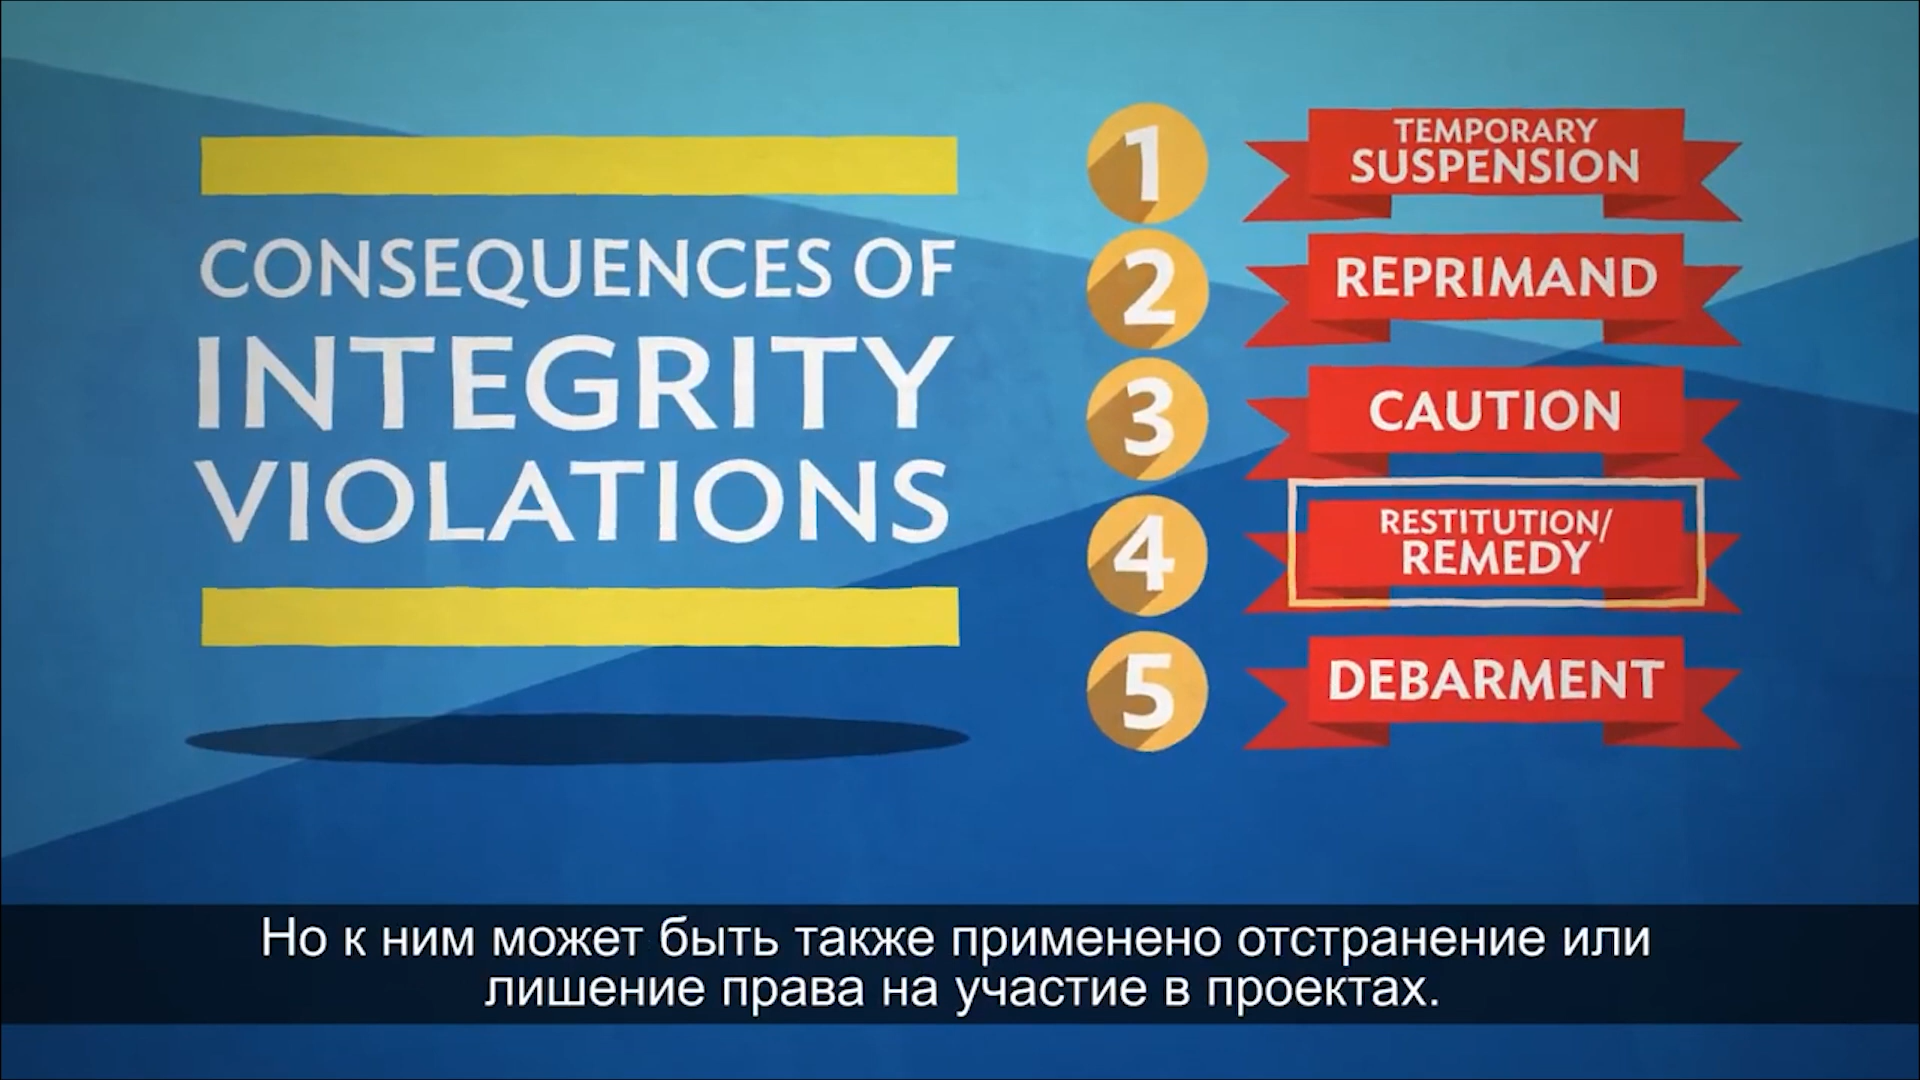 CONSEQUENCES OF
INTEGRITY
VIOLATIONS
1
TEMPORARY
SUSPENSION
2
REPRIMAND
3
CAUTION
4
RESTITUTION/
REMEDY
5
DEBARMENT
Но к ним может быть также применено отстранение или
лишение права на участие в проектах.